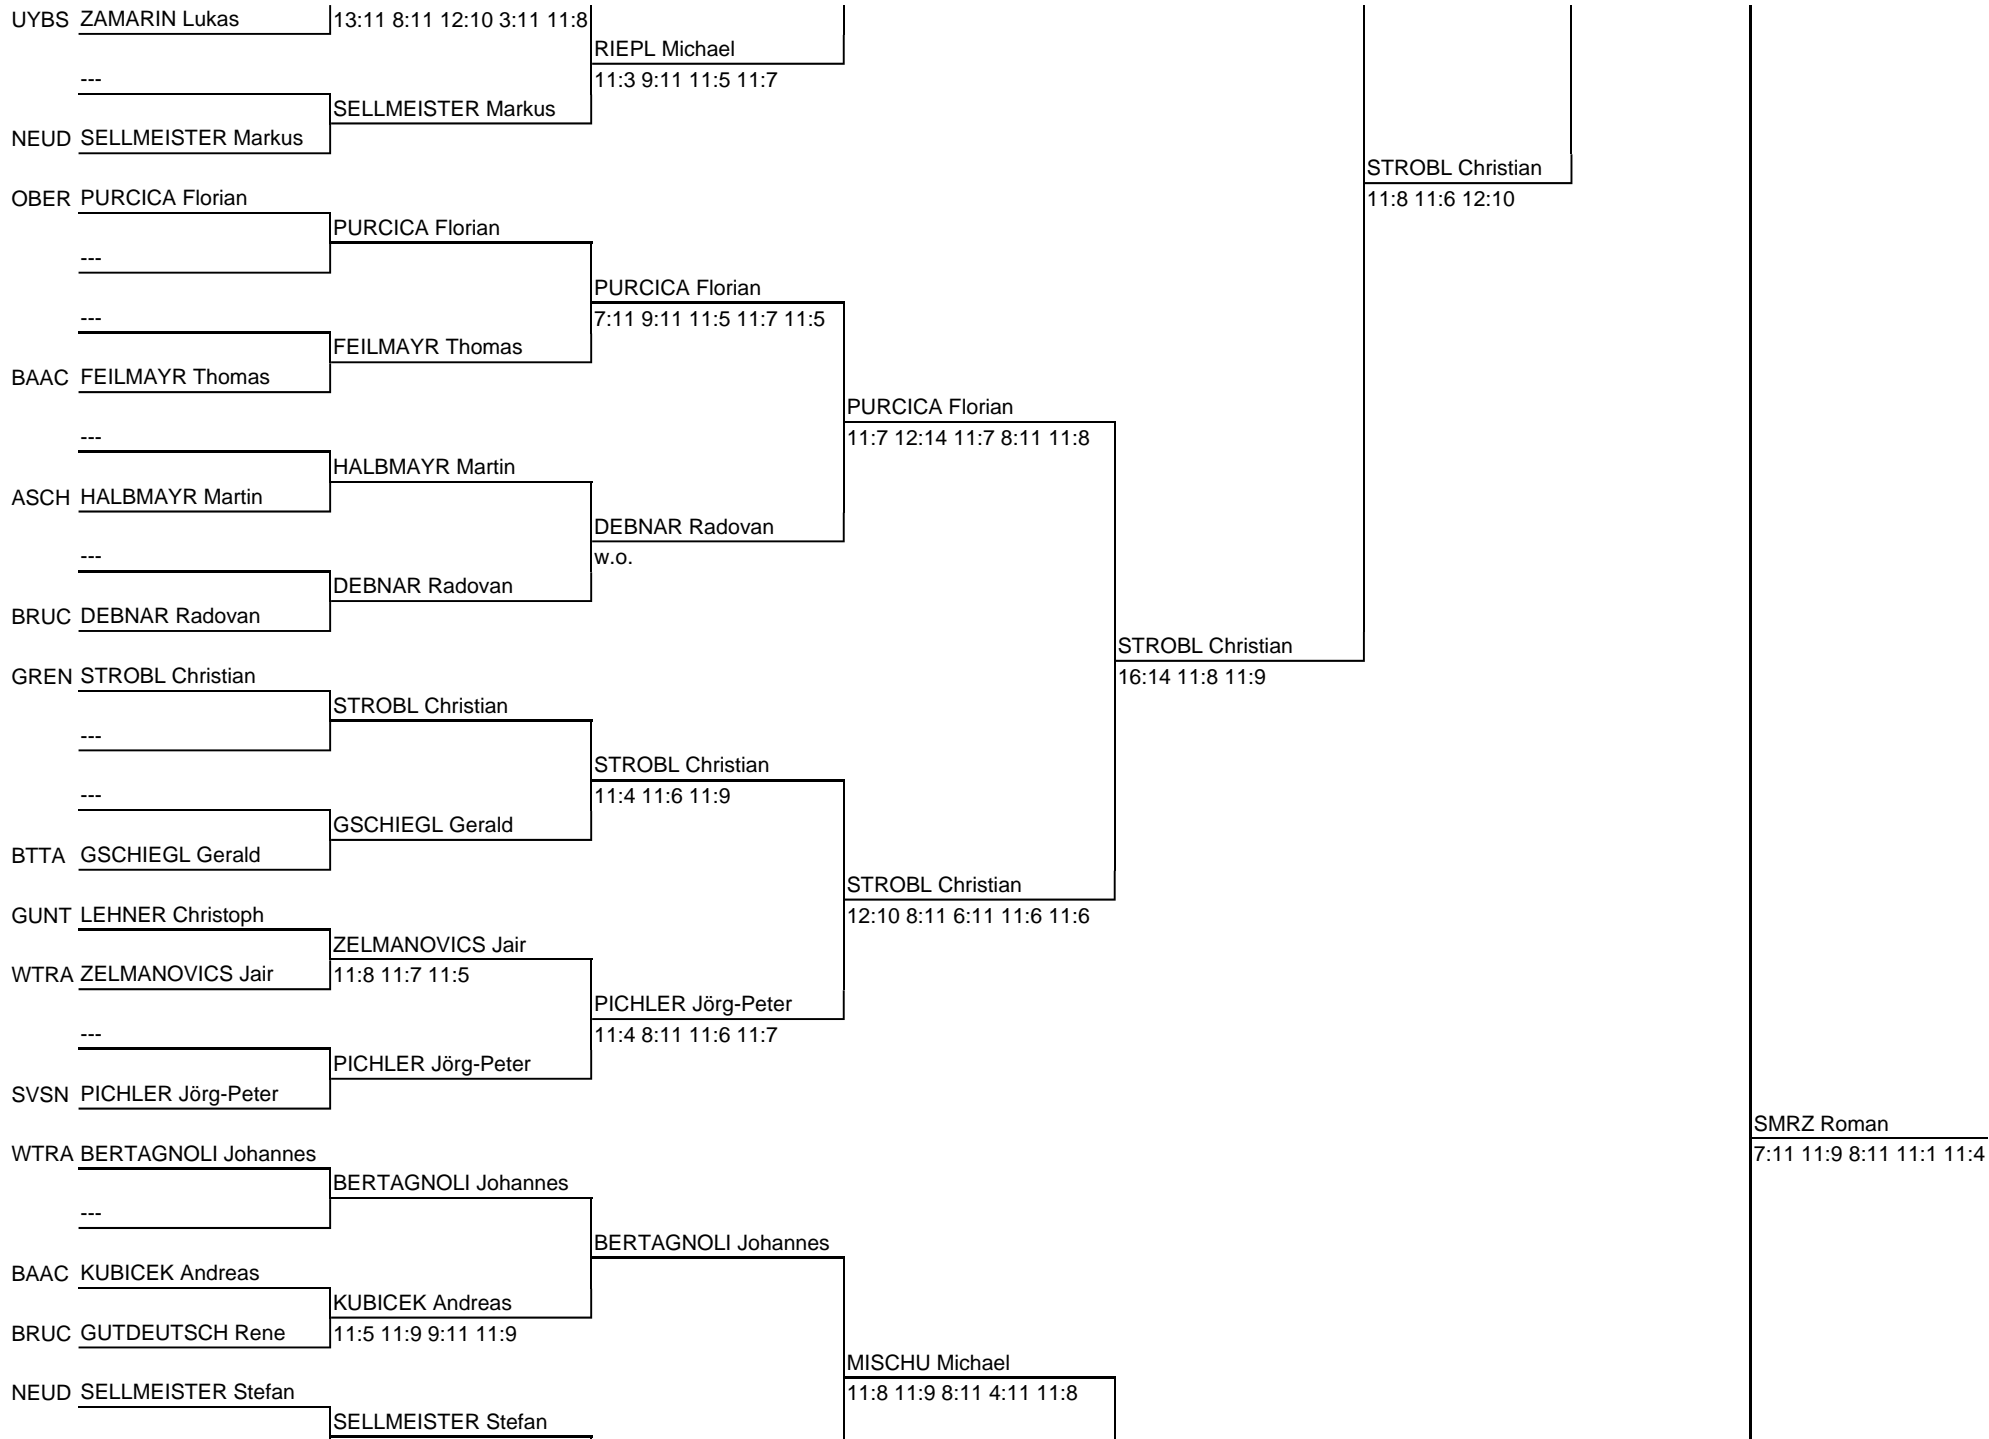 UYBS ZAMARIN Lukas 13:11 8:11 12:10 3:11 11:8
RIEPL Michael
---
11:3 9:11 11:5 11:7
SELLMEISTER Markus
NEUD SELLMEISTER Markus
STROBL Christian
OBER PURCICA Florian
11:8 11:6 12:10
PURCICA Florian
---
PURCICA Florian
---
7:11 9:11 11:5 11:7 11:5
FEILMAYR Thomas
BAAC FEILMAYR Thomas
PURCICA Florian
---
11:7 12:14 11:7 8:11 11:8
HALBMAYR Martin
ASCH HALBMAYR Martin
DEBNAR Radovan
---
w.o.
DEBNAR Radovan
BRUC DEBNAR Radovan
STROBL Christian
GREN STROBL Christian
16:14 11:8 11:9
STROBL Christian
---
STROBL Christian
---
11:4 11:6 11:9
GSCHIEGL Gerald
BTTA GSCHIEGL Gerald
STROBL Christian
GUNT LEHNER Christoph
12:10 8:11 6:11 11:6 11:6
ZELMANOVICS Jair
WTRA ZELMANOVICS Jair 11:8 11:7 11:5
PICHLER Jörg-Peter
---
11:4 8:11 11:6 11:7
PICHLER Jörg-Peter
SVSN PICHLER Jörg-Peter
SMRZ Roman
WTRA BERTAGNOLI Johannes
7:11 11:9 8:11 11:1 11:4
BERTAGNOLI Johannes
---
BERTAGNOLI Johannes
BAAC KUBICEK Andreas
KUBICEK Andreas
BRUC GUTDEUTSCH Rene 11:5 11:9 9:11 11:9
MISCHU Michael
NEUD SELLMEISTER Stefan
11:8 11:9 8:11 4:11 11:8
SELLMEISTER Stefan